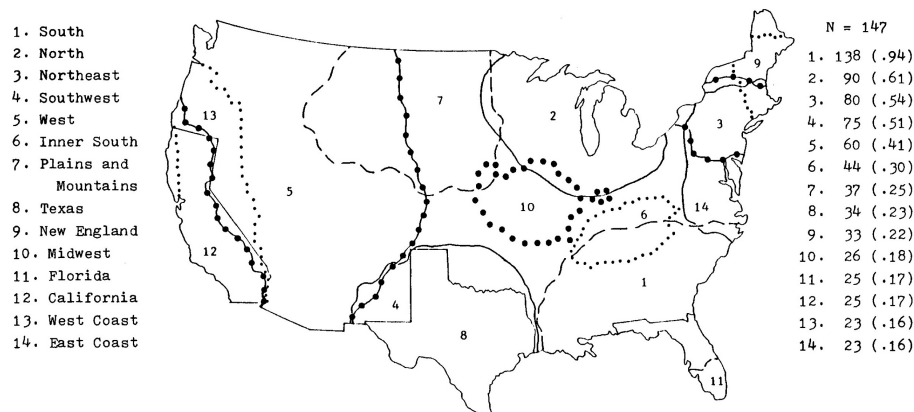 1. South
2. North
3. Northeast
4. Southwest
5. West
6. Inner South
7. Plains and
Mountains
8. Texas
9. New England
10. Midwest
11. Florida
12. California
13. West Coast
14. East Coast
13
5
12
7
2
10
6
14
1
4
8
9
3
11
N = 147
1. 138 (.94)
2. 90 (.61)
3. 80 (.54)
4. 75 (.51)
5. 60 (.41)
6. 44 (.30)
7. 37 (.25)
8. 34 (.23)
9. 33 (.22)
10. 26 (.18)
11. 25 (.17)
12. 25 (.17)
13. 23 (.16)
14. 23 (.16)